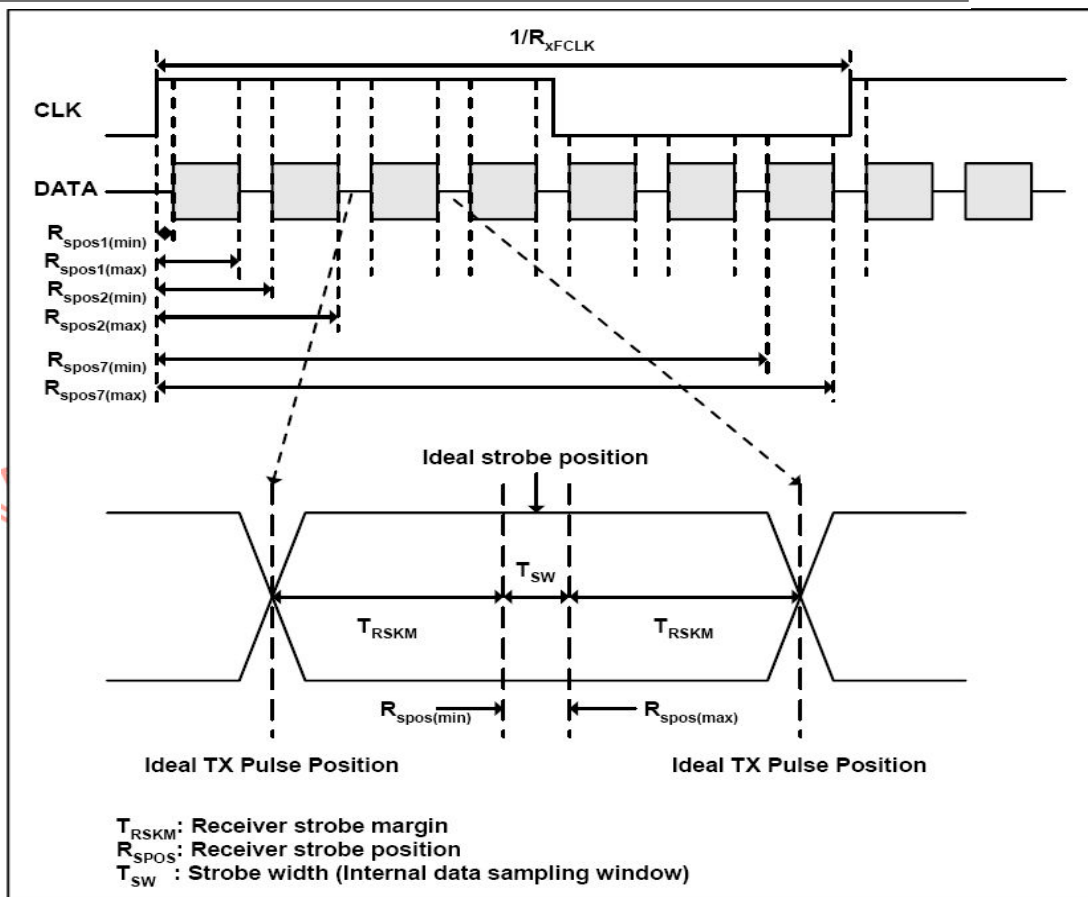 1/RxFCLK
CLK
DATA
Rspos1(min)
Rspos1(max)
Rspos2(min)
Rspos2(max)
Rspos7(min)
Rspos7(max)
Ideal strobe position
TSW
TRSKM TRSKM
Rspos(min) Rspos(max)
Ideal TX Pulse Position Ideal TX Pulse Position
TRSKM: Receiver strobe margin
RSPOS: Receiver strobe position
TSW : Strobe width (Internal data sampling window)